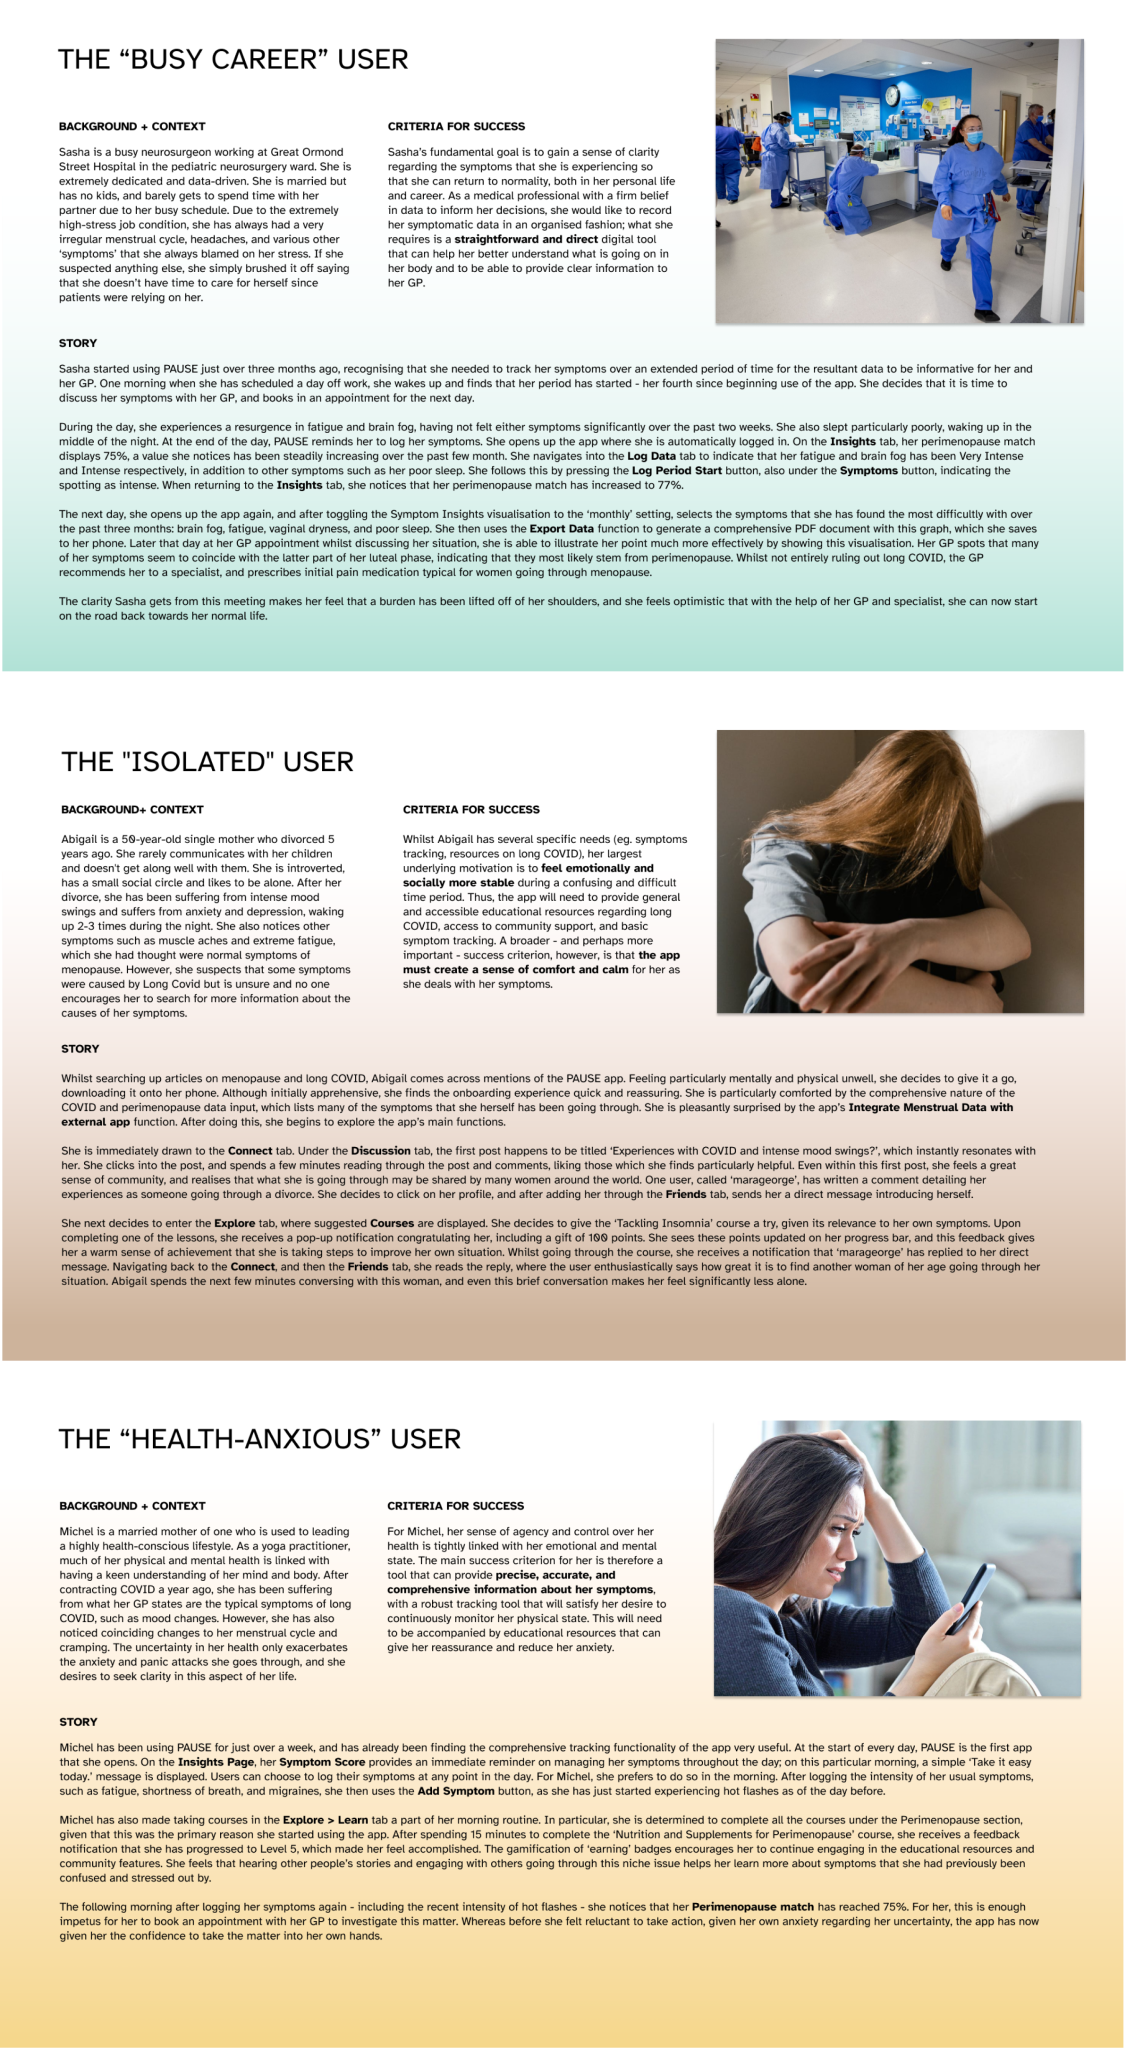 THE “BUSY CAREER” USER
BACKGROUND + CONTEXT
Sasha is a busy neurosurgeon working at Great Ormond
Street Hospital in the pediatric neurosurgery ward. She is
extremely dedicated and data-driven. She is married but
has no kids, and barely gets to spend time with her
partner due to her busy schedule. Due to the extremely
high-stress job condition, she has always had a very
irregular menstrual cycle, headaches, and various other
‘symptoms’ that she always blamed on her stress. If she
suspected anything else, she simply brushed it off saying
that she doesn’t have time to care for herself since
patients were relying on her.
CRITERIA FOR SUCCESS
Sasha’s fundamental goal is to gain a sense of clarity
regarding the symptoms that she is experiencing so
that she can return to normality, both in her personal life
and career. As a medical professional with a firm belief
in data to inform her decisions, she would like to record
her symptomatic data in an organised fashion; what she
requires is a straightforward and direct digital tool
that can help her better understand what is going on in
her body and to be able to provide clear information to
her GP.
STORY
Sasha started using PAUSE just over three months ago, recognising that she needed to track her symptoms over an extended period of time for the resultant data to be informative for her and
her GP. One morning when she has scheduled a day off work, she wakes up and finds that her period has started - her fourth since beginning use of the app. She decides that it is time to
discuss her symptoms with her GP, and books in an appointment for the next day.
During the day, she experiences a resurgence in fatigue and brain fog, having not felt either symptoms significantly over the past two weeks. She also slept particularly poorly, waking up in the
middle of the night. At the end of the day, PAUSE reminds her to log her symptoms. She opens up the app where she is automatically logged in. On the Insights tab, her perimenopause match
displays 75%, a value she notices has been steadily increasing over the past few month. She navigates into the Log Data tab to indicate that her fatigue and brain fog has been Very Intense
and Intense respectively, in addition to other symptoms such as her poor sleep. She follows this by pressing the Log Period Start button, also under the Symptoms button, indicating the
spotting as intense. When returning to the Insights tab, she notices that her perimenopause match has increased to 77%.
The next day, she opens up the app again, and after toggling the Symptom Insights visualisation to the ‘monthly’ setting, selects the symptoms that she has found the most difficultly with over
the past three months: brain fog, fatigue, vaginal dryness, and poor sleep. She then uses the Export Data function to generate a comprehensive PDF document with this graph, which she saves
to her phone. Later that day at her GP appointment whilst discussing her situation, she is able to illustrate her point much more effectively by showing this visualisation. Her GP spots that many
of her symptoms seem to coincide with the latter part of her luteal phase, indicating that they most likely stem from perimenopause. Whilst not entirely ruling out long COVID, the GP
recommends her to a specialist, and prescribes initial pain medication typical for women going through menopause.
The clarity Sasha gets from this meeting makes her feel that a burden has been lifted off of her shoulders, and she feels optimistic that with the help of her GP and specialist, she can now start
on the road back towards her normal life.
THE "ISOLATED" USER
BACKGROUND+ CONTEXT
Abigail is a 50-year-old single mother who divorced 5
years ago. She rarely communicates with her children
and doesn't get along well with them. She is introverted,
has a small social circle and likes to be alone. After her
divorce, she has been suffering from intense mood
swings and suffers from anxiety and depression, waking
up 2-3 times during the night. She also notices other
symptoms such as muscle aches and extreme fatigue,
which she had thought were normal symptoms of
menopause. However, she suspects that some symptoms
were caused by Long Covid but is unsure and no one
encourages her to search for more information about the
causes of her symptoms.
CRITERIA FOR SUCCESS
Whilst Abigail has several specific needs (eg. symptoms
tracking, resources on long COVID), her largest
underlying motivation is to feel emotionally and
socially more stable during a confusing and difficult
time period. Thus, the app will need to provide general
and accessible educational resources regarding long
COVID, access to community support, and basic
symptom tracking. A broader - and perhaps more
important - success criterion, however, is that the app
must create a sense of comfort and calm for her as
she deals with her symptoms.
STORY
Whilst searching up articles on menopause and long COVID, Abigail comes across mentions of the PAUSE app. Feeling particularly mentally and physical unwell, she decides to give it a go,
downloading it onto her phone. Although initially apprehensive, she finds the onboarding experience quick and reassuring. She is particularly comforted by the comprehensive nature of the
COVID and perimenopause data input, which lists many of the symptoms that she herself has been going through. She is pleasantly surprised by the app’s Integrate Menstrual Data with
external app function. After doing this, she begins to explore the app’s main functions.
She is immediately drawn to the Connect tab. Under the Discussion tab, the first post happens to be titled ‘Experiences with COVID and intense mood swings?’, which instantly resonates with
her. She clicks into the post, and spends a few minutes reading through the post and comments, liking those which she finds particularly helpful. Even within this first post, she feels a great
sense of community, and realises that what she is going through may be shared by many women around the world. One user, called ‘marageorge’, has written a comment detailing her
experiences as someone going through a divorce. She decides to click on her profile, and after adding her through the Friends tab, sends her a direct message introducing herself.
She next decides to enter the Explore tab, where suggested Courses are displayed. She decides to give the ‘Tackling Insomnia’ course a try, given its relevance to her own symptoms. Upon
completing one of the lessons, she receives a pop-up notification congratulating her, including a gift of 100 points. She sees these points updated on her progress bar, and this feedback gives
her a warm sense of achievement that she is taking steps to improve her own situation. Whilst going through the course, she receives a notification that ‘marageorge’ has replied to her direct
message. Navigating back to the Connect, and then the Friends tab, she reads the reply, where the user enthusiastically says how great it is to find another woman of her age going through her
situation. Abigail spends the next few minutes conversing with this woman, and even this brief conversation makes her feel significantly less alone.
THE “HEALTH-ANXIOUS” USER
BACKGROUND + CONTEXT
Michel is a married mother of one who is used to leading
a highly health-conscious lifestyle. As a yoga practitioner,
much of her physical and mental health is linked with
having a keen understanding of her mind and body. After
contracting COVID a year ago, she has been suffering
from what her GP states are the typical symptoms of long
COVID, such as mood changes. However, she has also
noticed coinciding changes to her menstrual cycle and
cramping. The uncertainty in her health only exacerbates
the anxiety and panic attacks she goes through, and she
desires to seek clarity in this aspect of her life.
CRITERIA FOR SUCCESS
For Michel, her sense of agency and control over her
health is tightly linked with her emotional and mental
state. The main success criterion for her is therefore a
tool that can provide precise, accurate, and
comprehensive information about her symptoms,
with a robust tracking tool that will satisfy her desire to
continuously monitor her physical state. This will need
to be accompanied by educational resources that can
give her reassurance and reduce her anxiety.
STORY
Michel has been using PAUSE for just over a week, and has already been finding the comprehensive tracking functionality of the app very useful. At the start of every day, PAUSE is the first app
that she opens. On the Insights Page, her Symptom Score provides an immediate reminder on managing her symptoms throughout the day; on this particular morning, a simple ‘Take it easy
today.’ message is displayed. Users can choose to log their symptoms at any point in the day. For Michel, she prefers to do so in the morning. After logging the intensity of her usual symptoms,
such as fatigue, shortness of breath, and migraines, she then uses the Add Symptom button, as she has just started experiencing hot flashes as of the day before.
Michel has also made taking courses in the Explore > Learn tab a part of her morning routine. In particular, she is determined to complete all the courses under the Perimenopause section,
given that this was the primary reason she started using the app. After spending 15 minutes to complete the ‘Nutrition and Supplements for Perimenopause’ course, she receives a feedback
notification that she has progressed to Level 5, which made her feel accomplished. The gamification of ‘earning’ badges encourages her to continue engaging in the educational resources and
community features. She feels that hearing other people’s stories and engaging with others going through this niche issue helps her learn more about symptoms that she had previously been
confused and stressed out by.
The following morning after logging her symptoms again - including the recent intensity of hot flashes - she notices that her Perimenopause match has reached 75%. For her, this is enough
impetus for her to book an appointment with her GP to investigate this matter. Whereas before she felt reluctant to take action, given her own anxiety regarding her uncertainty, the app has now
given her the confidence to take the matter into her own hands.